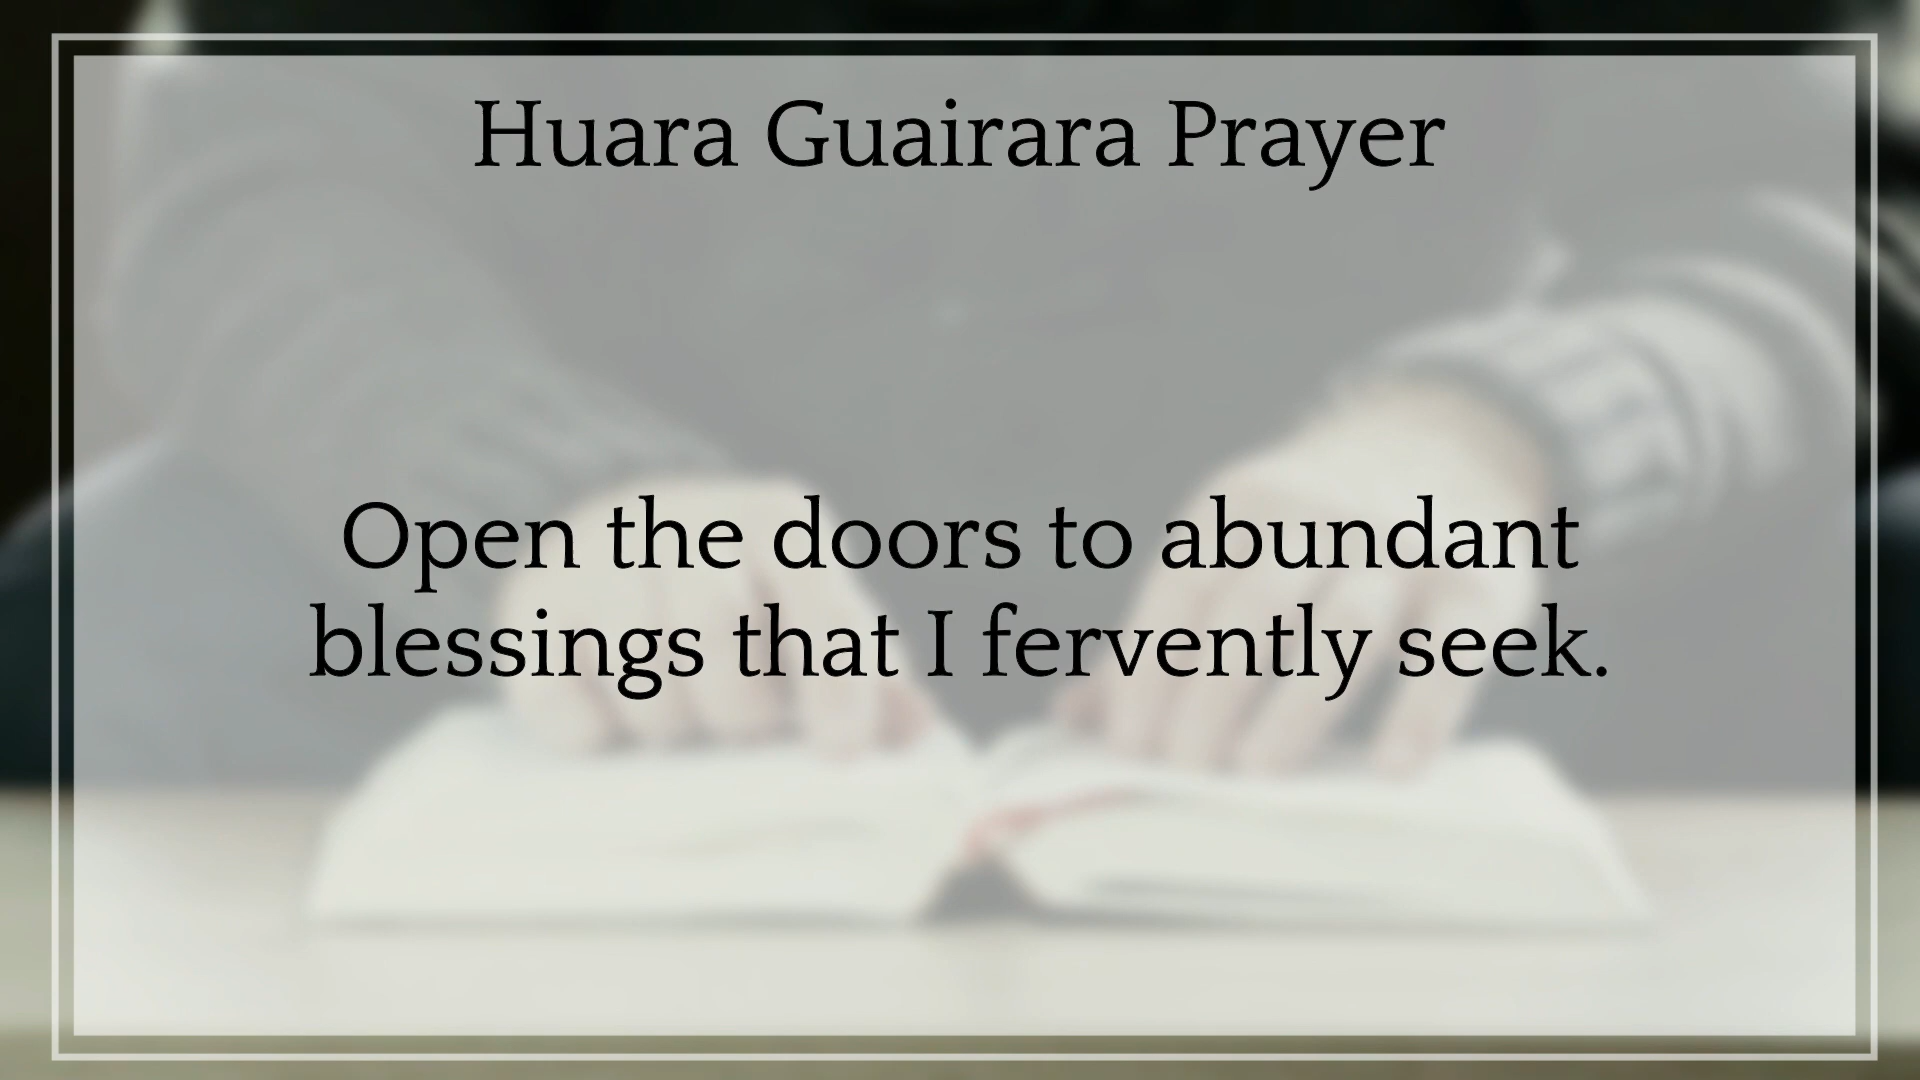 Huara Guairara Prayer
Open the doors to abundant
blessings that I fervently seek.